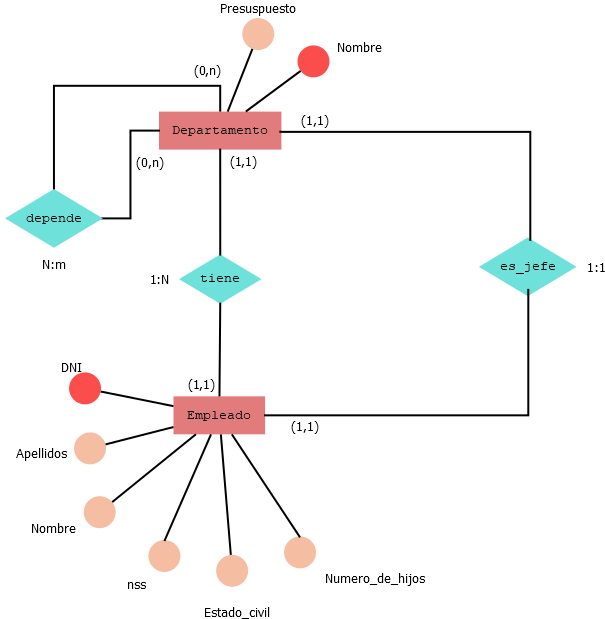 Presuspuesto
Nombre
(0,n)
Departamento
(1,1)
(0,n)
(1,1)
depende
N:m
1:N
tiene
es_jefe
1:1
DNI
(1,1)
Empleado
(1,1)
Apellidos
Nombre
nss
Numero_de_hijos
Estado_civil